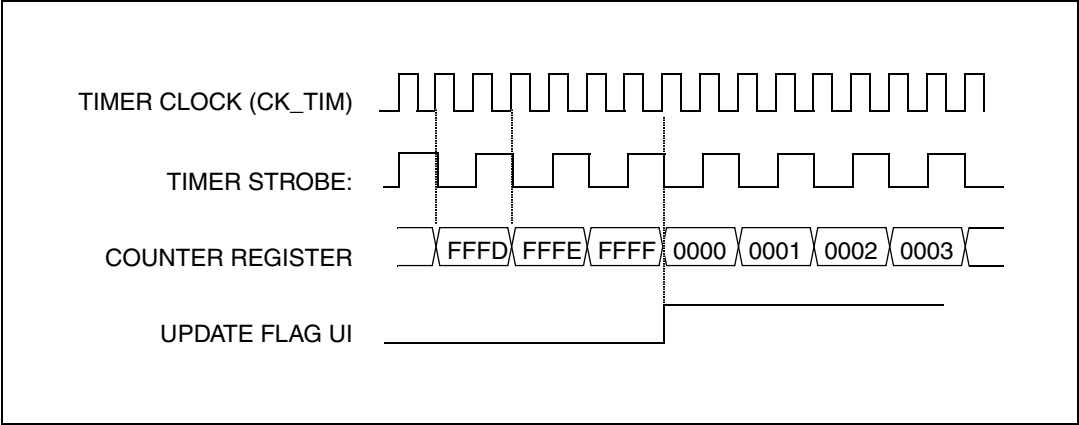 TIMER CLOCK (CK_TIM)
TIMER STROBE:
COUNTER REGISTER FFFD FFFE FFFF 0000 0001 0002 0003
UPDATE FLAG UI